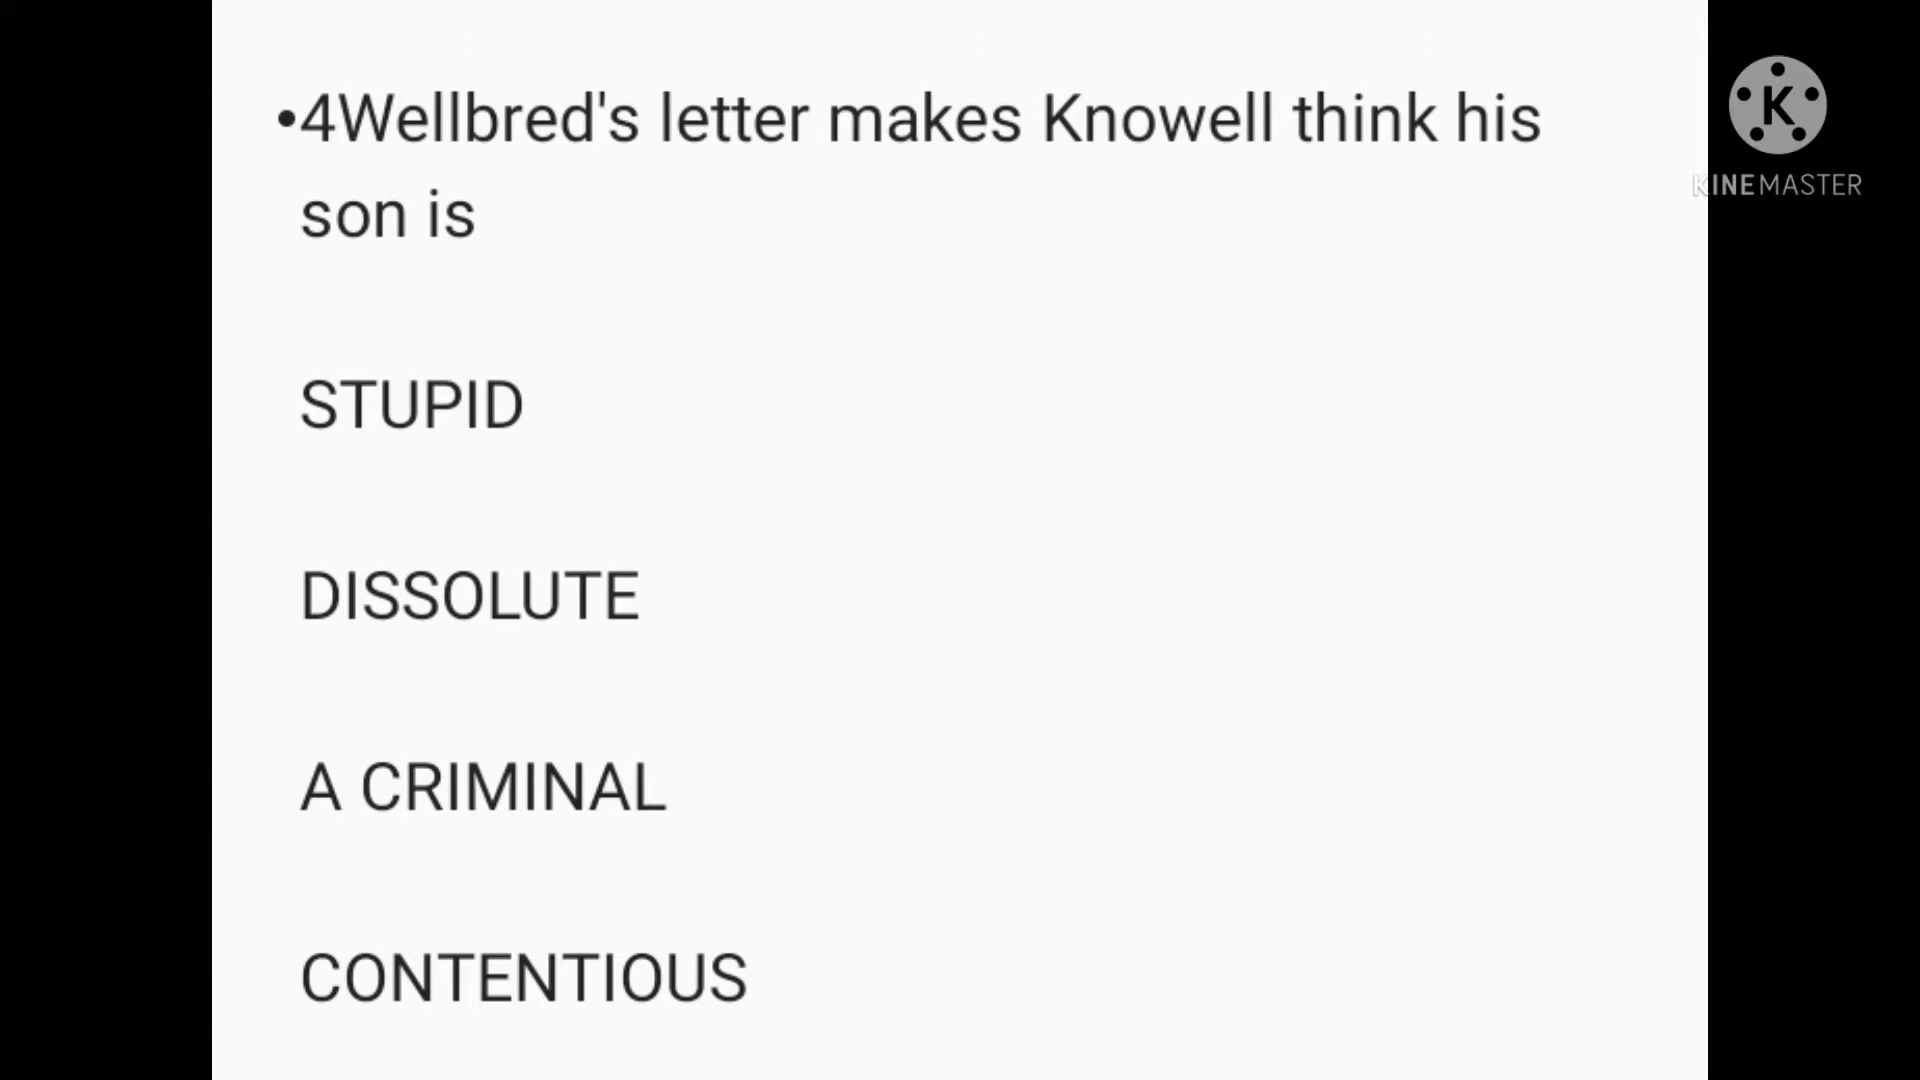 •4Wellbred's letter makes Knowell think his
son is
STUPID
DISSOLUTE
A CRIMINAL
CONTENTIOUS
K
KINEMASTER